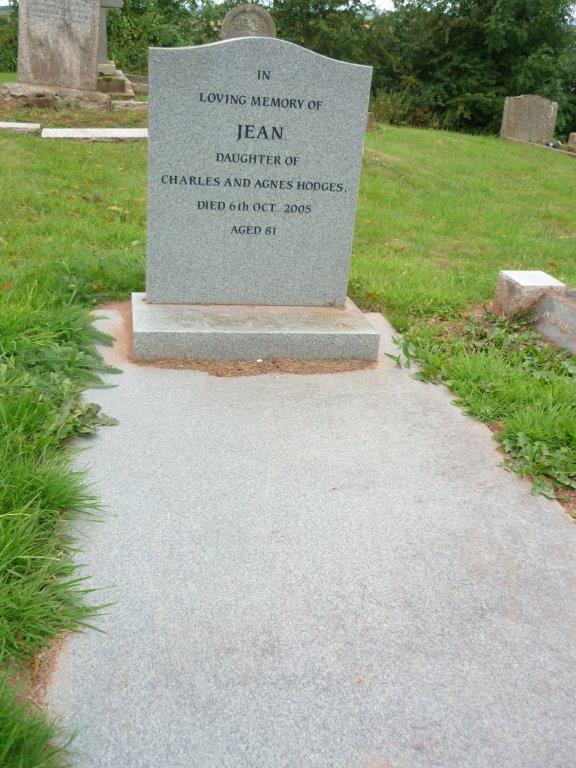 IN
LOVING MEMORY OF
JEAN
DAUGHTER OF
CHARLES AND AGNES HODGES,
DIED 6th OCT. 2005
AGED 81